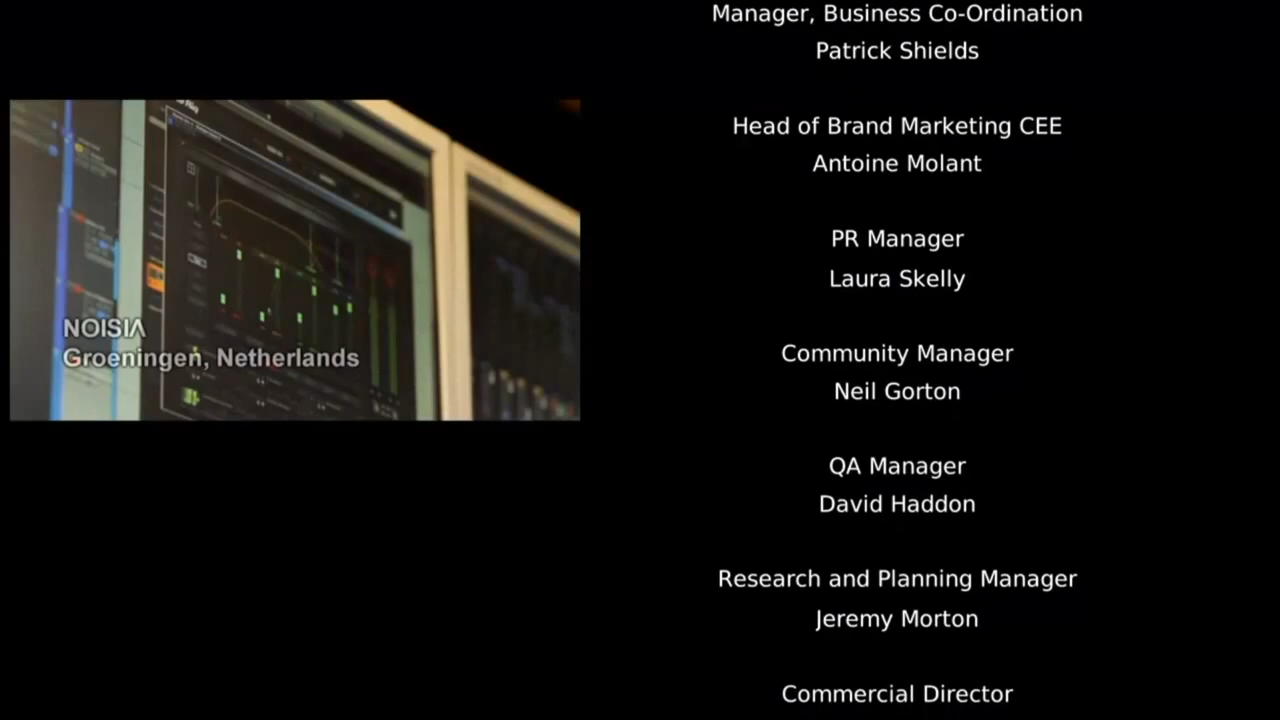 Manager, Business Co-Ordination
Patrick Shields
Head of Brand Marketing CEE
Antoine Molant
PR Manager
Laura Skelly
Community Manager
Neil Gorton
QA Manager
David Haddon
Research and Planning Manager
Jeremy Morton
Commercial Director
NOISIΛ
Groeningen, Netherlands